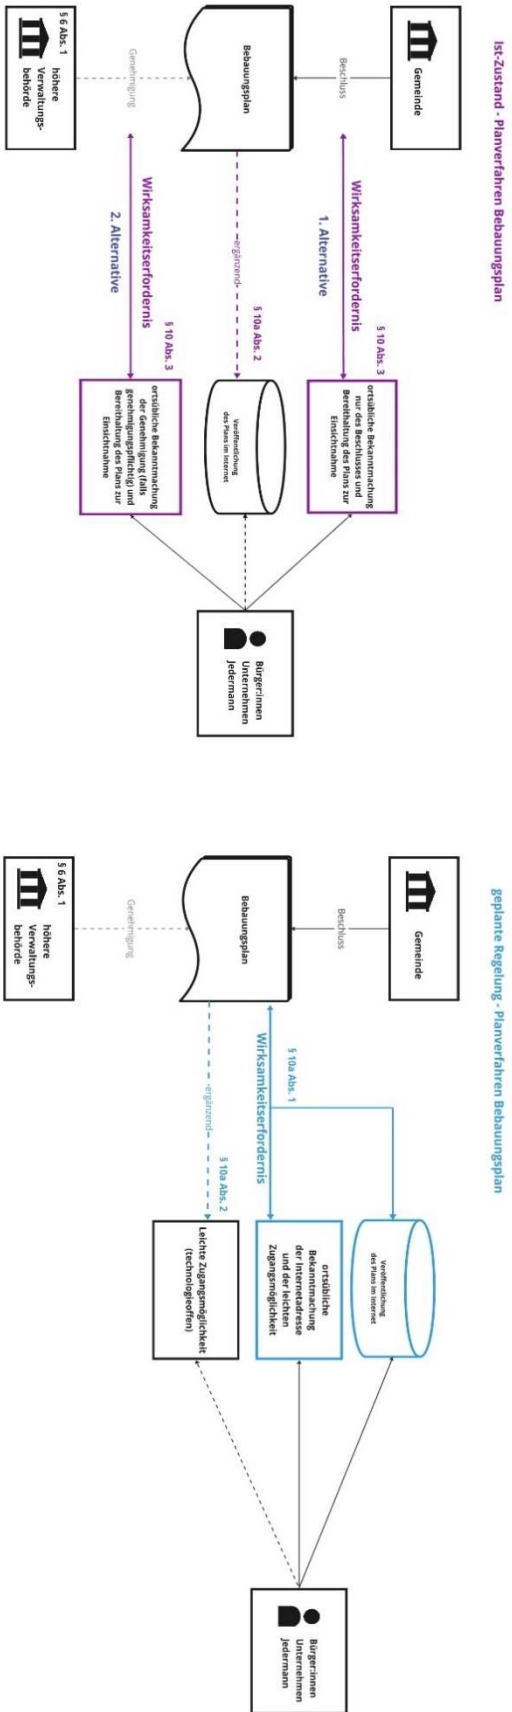 Ist-Zustand - Planverfahren Bebauungsplan
Gemeinde
Beschluss
Bebauungsplan
Genehmigung
§ 6 Abs. 1
höhere
Verwaltungs-
behörde
Wirksamkeitserfordernis
1. Alternative
§ 10 Abs. 3
ortsübliche Bekanntmachung
nur des Beschlusses und
Bereithaltung des Plans zur
Einsichtnahme
ergänzend
§ 10a Abs. 2
Veröffentlichung
des Plans im Internet
Wirksamkeitserfordernis
2. Alternative
§ 10 Abs. 3
ortsübliche Bekanntmachung
der Genehmigung (falls
genehmigungspflichtig) und
Bereithaltung des Plans zur
Einsichtnahme
Bürger:innen
Unternehmen
Jedermann
geplante Regelung - Planverfahren Bebauungsplan
Gemeinde
Beschluss
Bebauungsplan
Genehmigung
§ 6 Abs. 1
höhere
Verwaltungs-
behörde
§ 10a Abs. 1
Wirksamkeitserfordernis
Veröffentlichung
des Plans im Internet
ortsübliche
Bekanntmachung
der Internetadresse
und der leichten
Zugangsmöglichkeit
ergänzend
§ 10a Abs. 2
Leichte Zugangsmöglichkeit
(technologieoffen)
Bürger:innen
Unternehmen
Jedermann